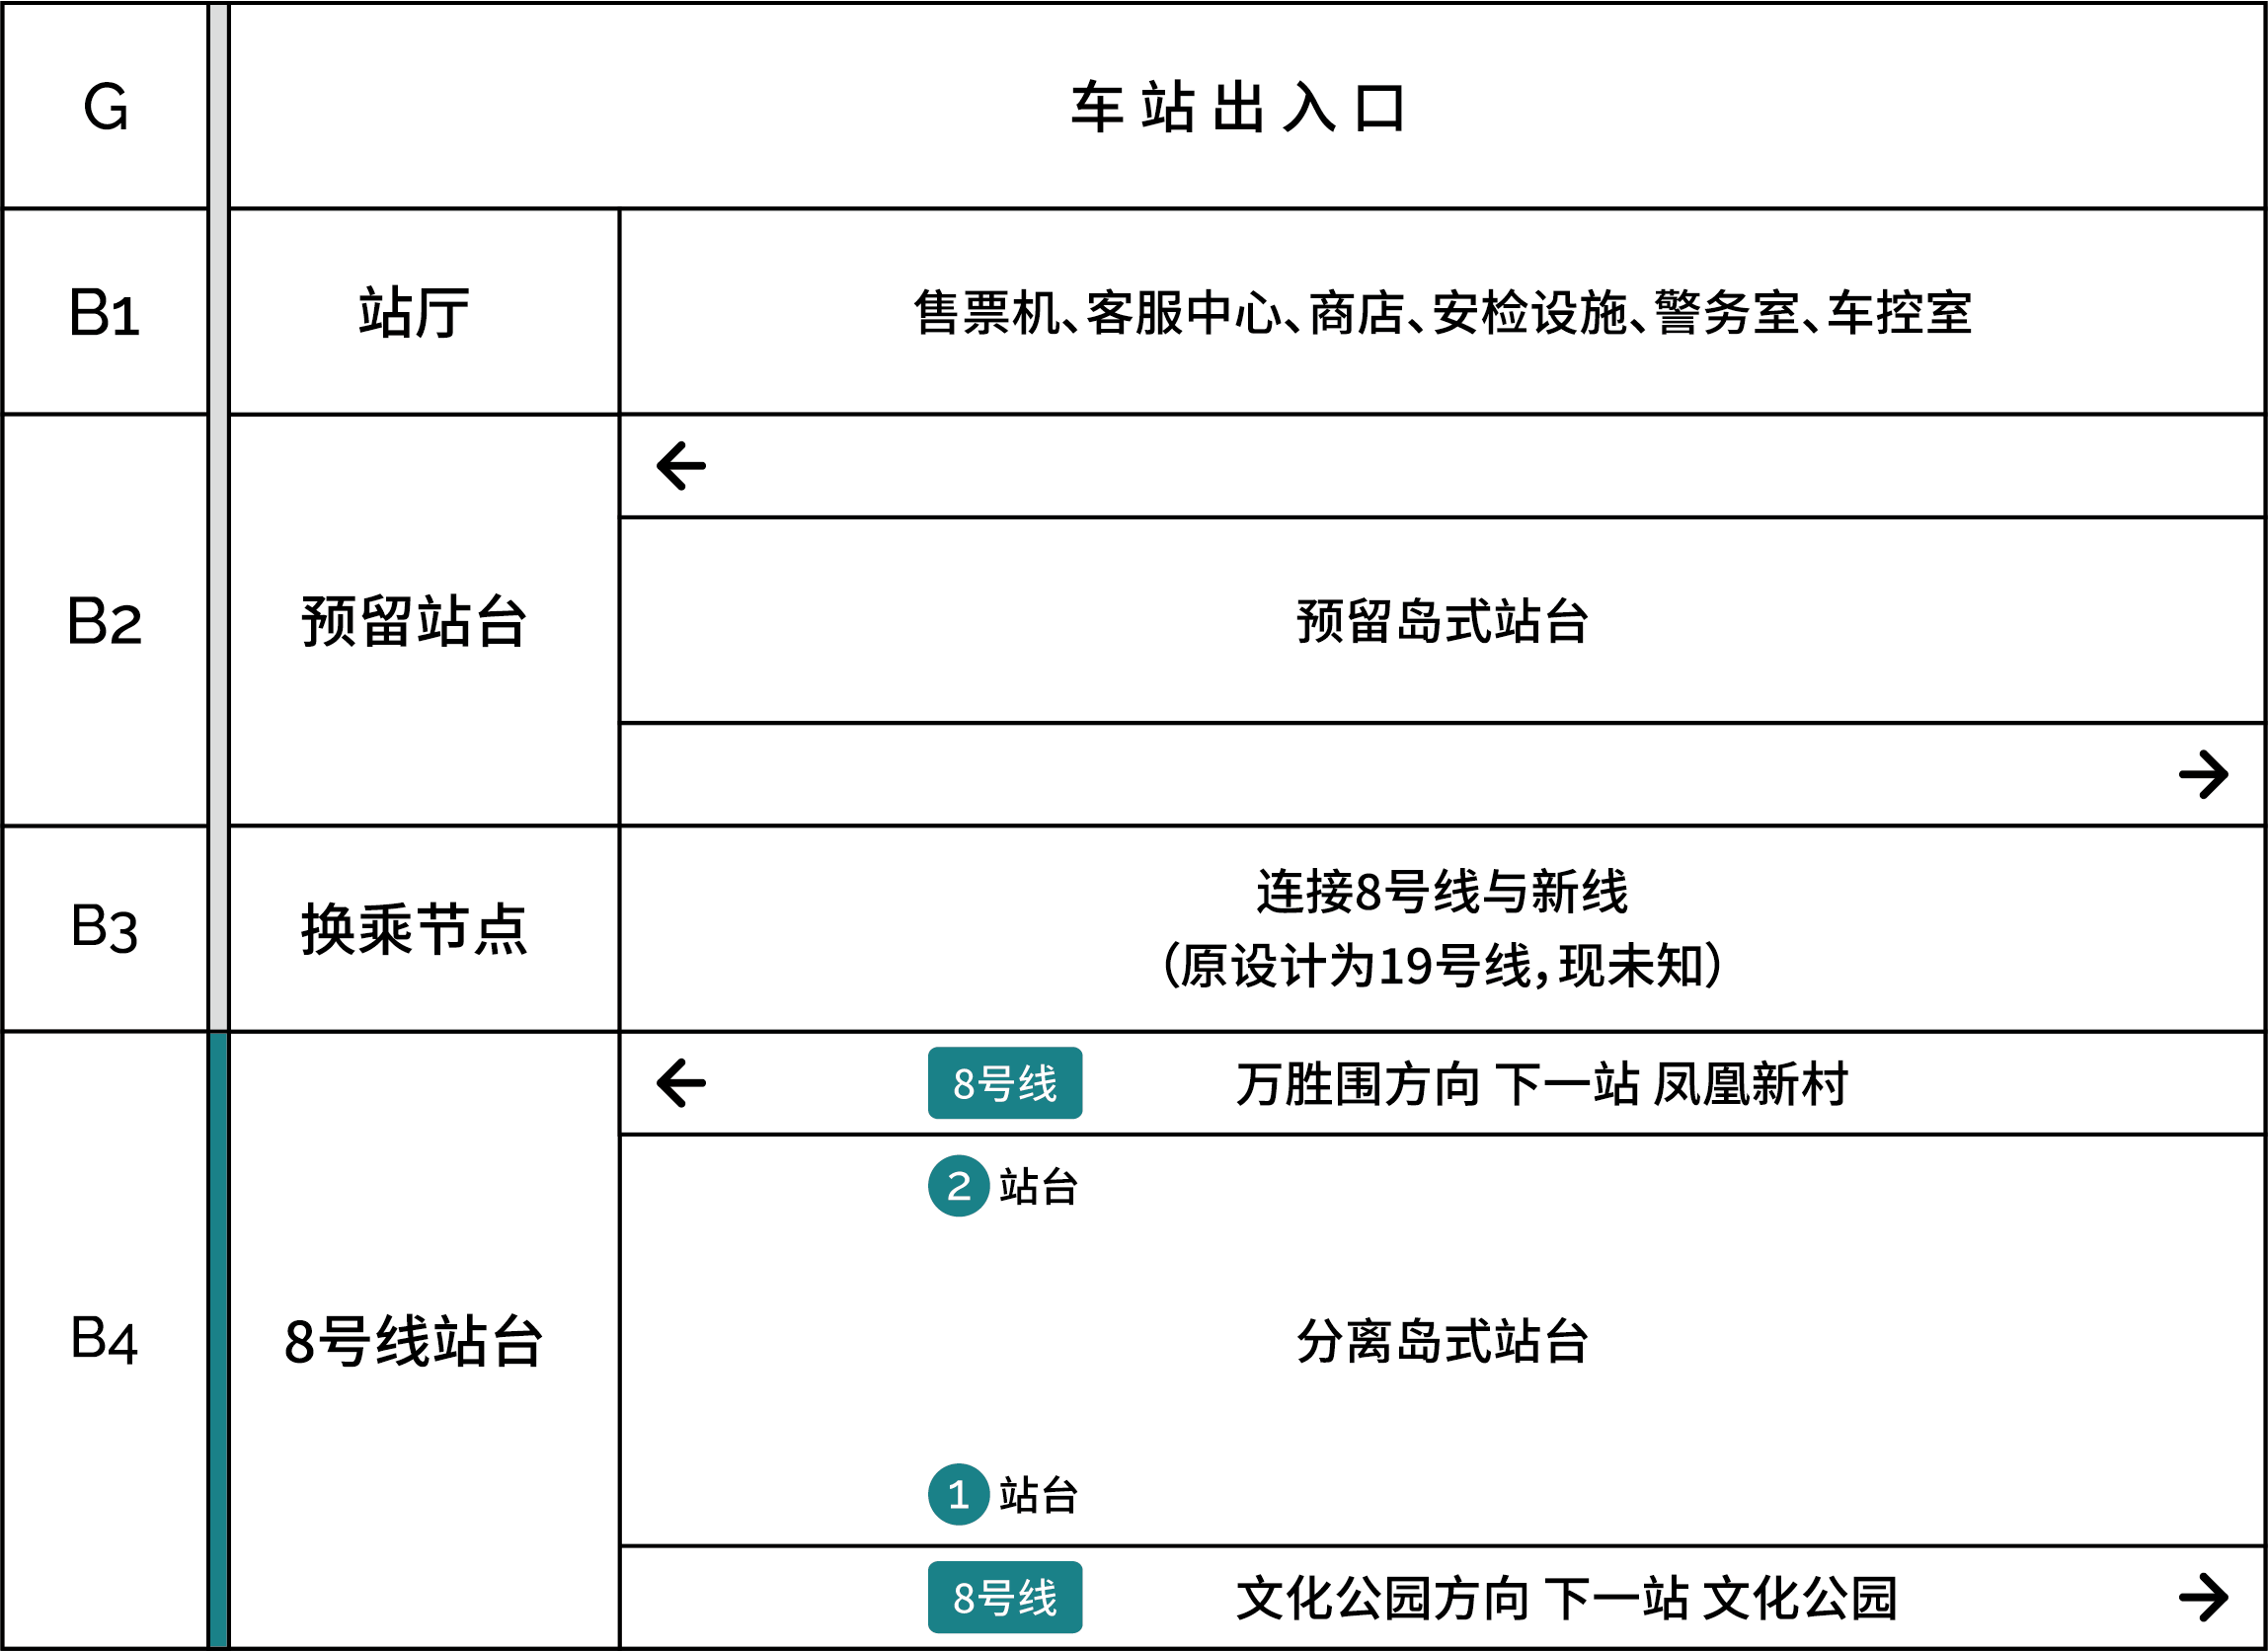 G
车站出入口
B1
站厅
售票机、客服中心、商店、安检设施、警务室、车控室
B2
预留站台
←
预留岛式站台
→
B3
换乘节点
连接8号线与新线
（原设计为19号线，现未知）
B4
8号线站台
← 8号线 万胜围方向 下一站 凤凰新村
2 站台
分离岛式站台
1 站台
8号线 文化公园方向 下一站 文化公园 →